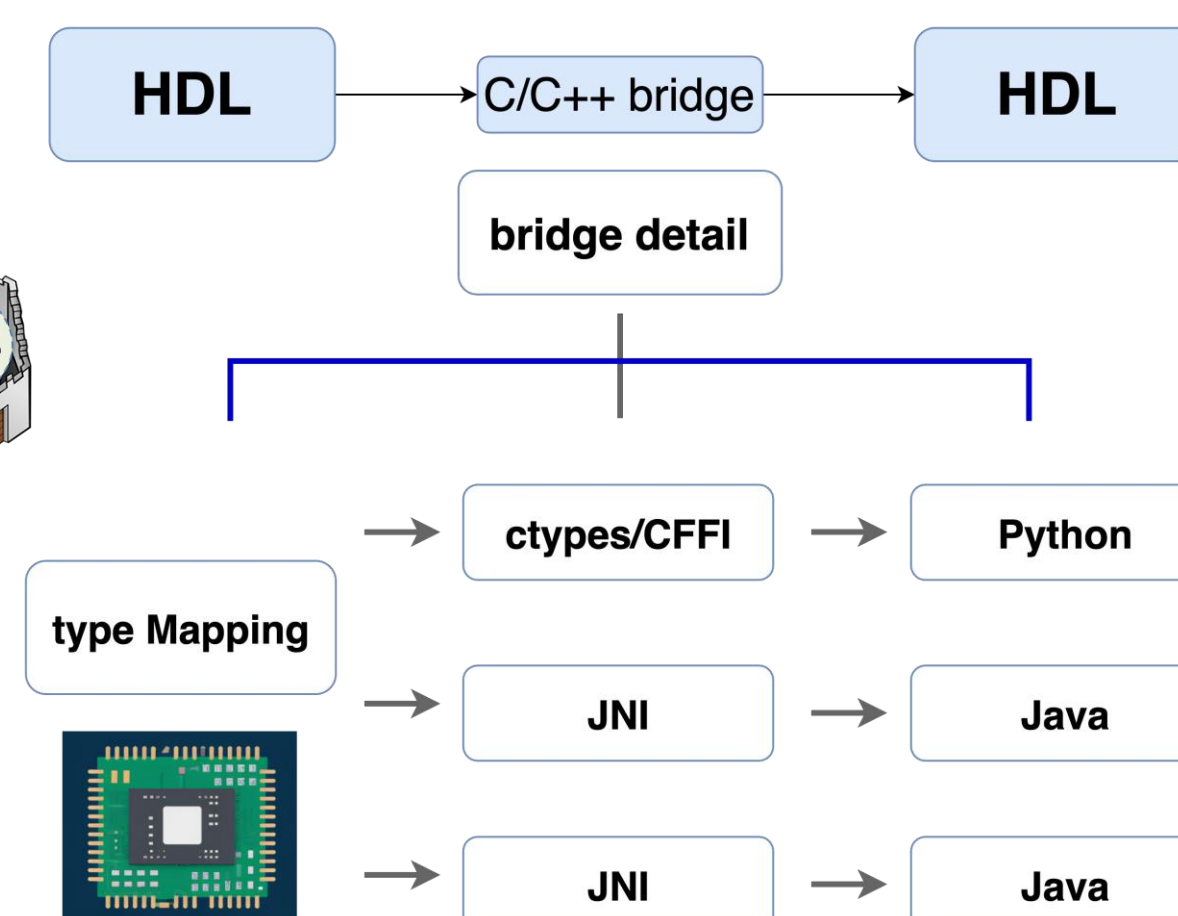 HDL
C/C++ bridge
HDL
bridge detail
ctypes/CFFI
Python
type Mapping
JNI
Java
JNI
Java